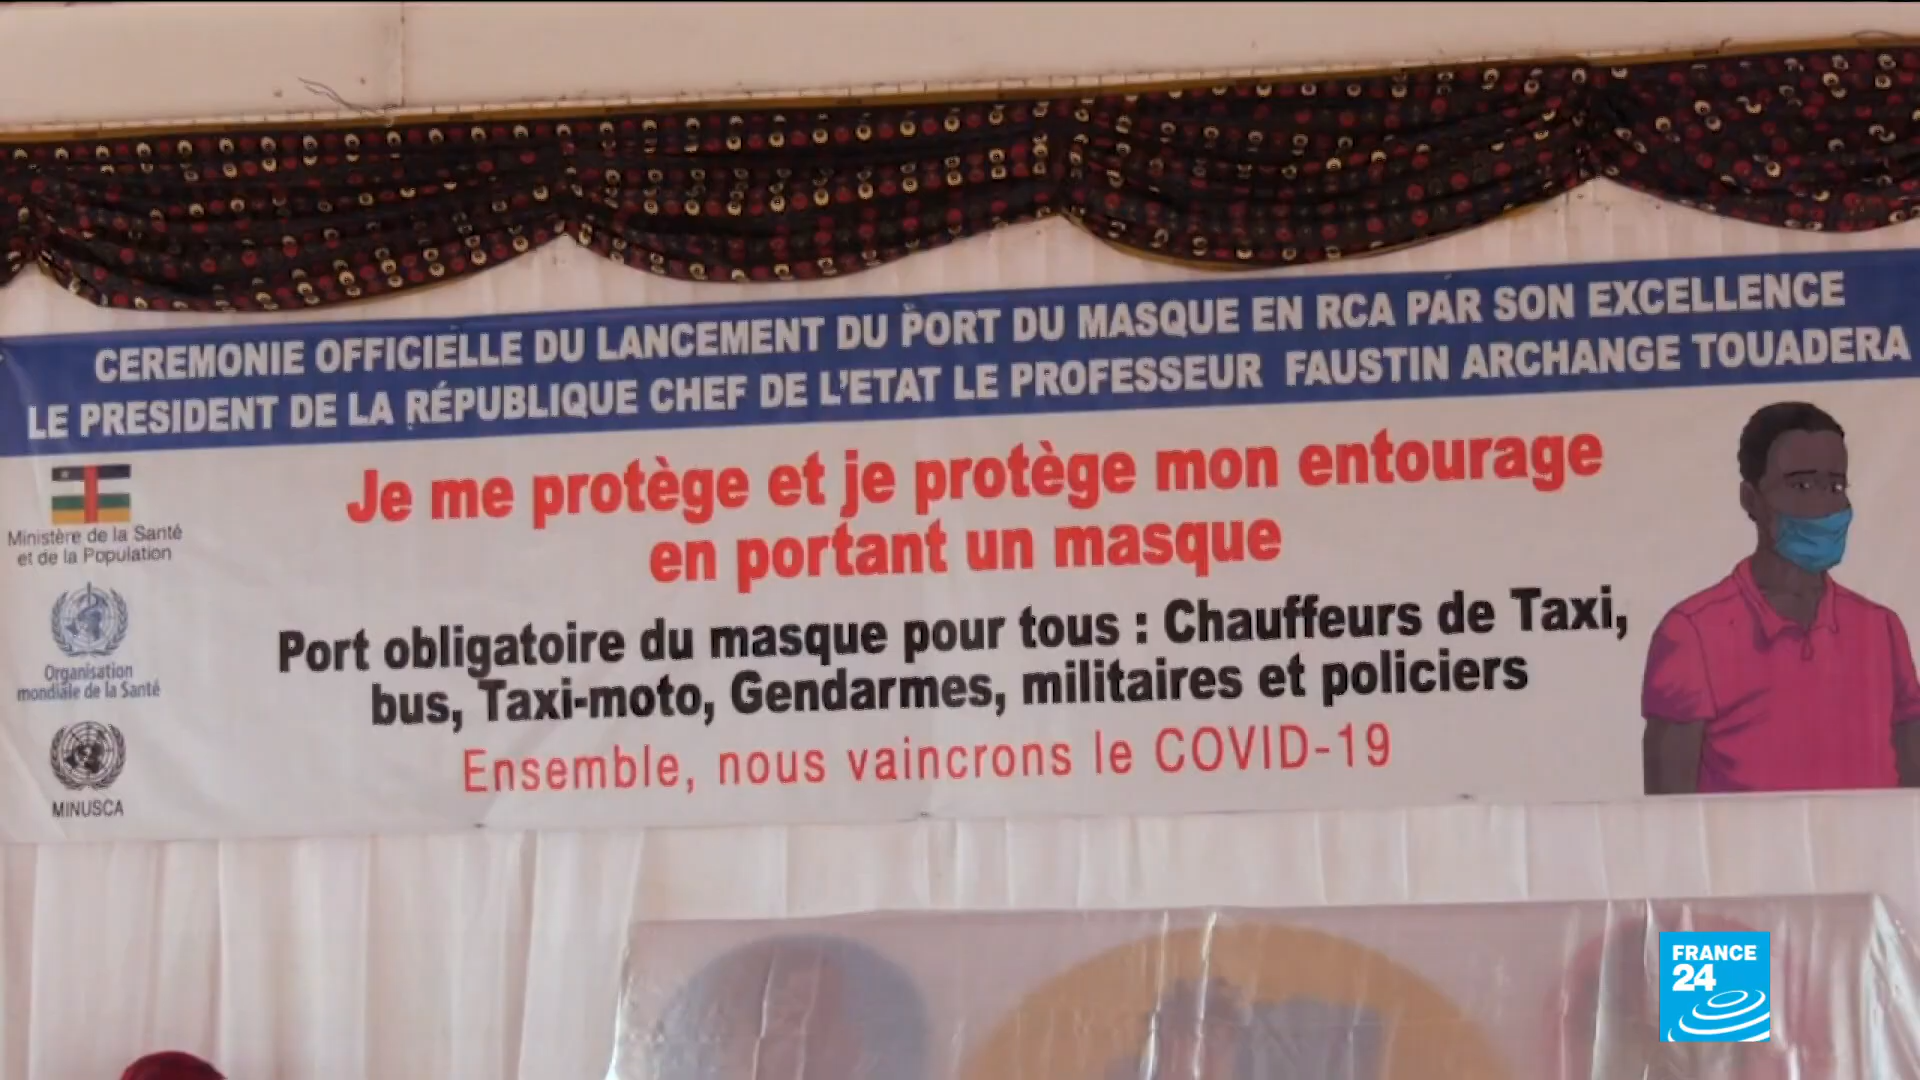 CEREMONIE OFFICIELLE DU LANCEMENT DU PORT DU MASQUE EN RCA PAR SON EXCELLENCE
LE PRESIDENT DE LA RÉPUBLIQUE CHEF DE L'ETAT LE PROFESSEUR FAUSTIN ARCHANGE TOUADERA
Je me protège et je protège mon entourage
en portant un masque
Port obligatoire du masque pour tous : Chauffeurs de Taxi,
bus, Taxi-moto, Gendarmes, militaires et policiers
Ensemble, nous vaincrons le COVID-19
Ministère de la Santé
et de la Population
Organisation
mondiale de la Santé
MINUSCA
FRANCE
24